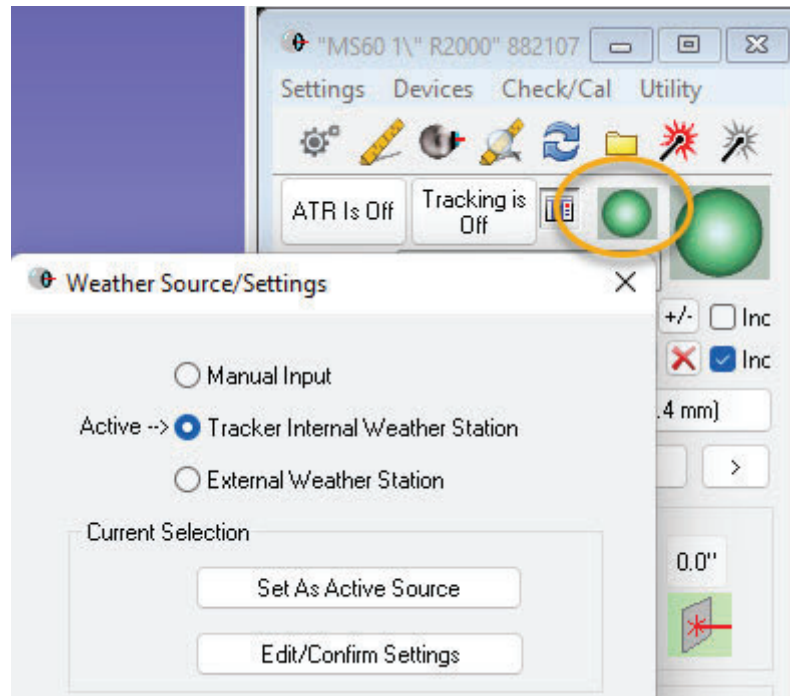 "MS60 1\" R2000" 882107
Settings Devices Check/Cal Utility
ATR Is Off
Tracking is
Off
Weather Source/Settings
+/- Inc
Inc
Manual Input
.4 mm)
Active --> Tracker Internal Weather Station
>
External Weather Station
Current Selection
0.0"
Set As Active Source
Edit/Confirm Settings